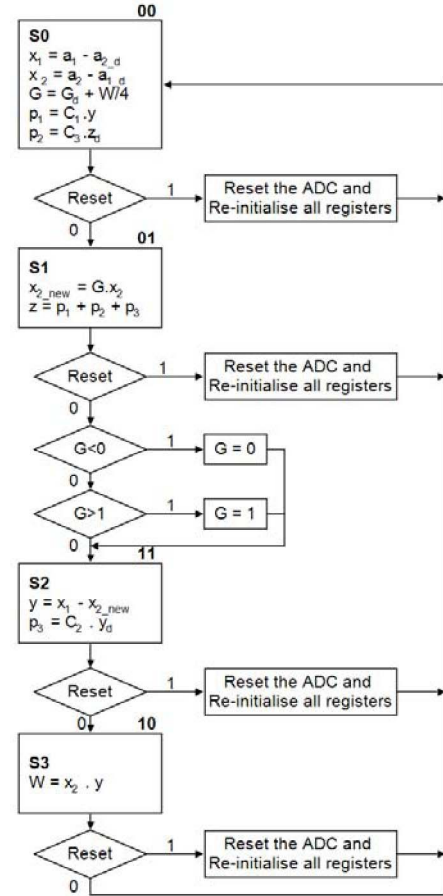 00
S0
x₁ = a₁ - a₂_d
x₂ = a₂ - a₁_d
G = G_d + W/4
p₁ = C₁.y
p₂ = C₃.z_d
Reset
1
Reset the ADC and
Re-initialise all registers
0
01
S1
x₂_new = G.x₂
z = p₁ + p₂ + p₃
Reset
1
Reset the ADC and
Re-initialise all registers
0
G<0
1
G = 0
0
G>1
1
G = 1
0
11
S2
y = x₁ - x₂_new
p₃ = C₂ . y_d
Reset
1
Reset the ADC and
Re-initialise all registers
0
10
S3
W = x₂ . y
Reset
1
Reset the ADC and
Re-initialise all registers
0